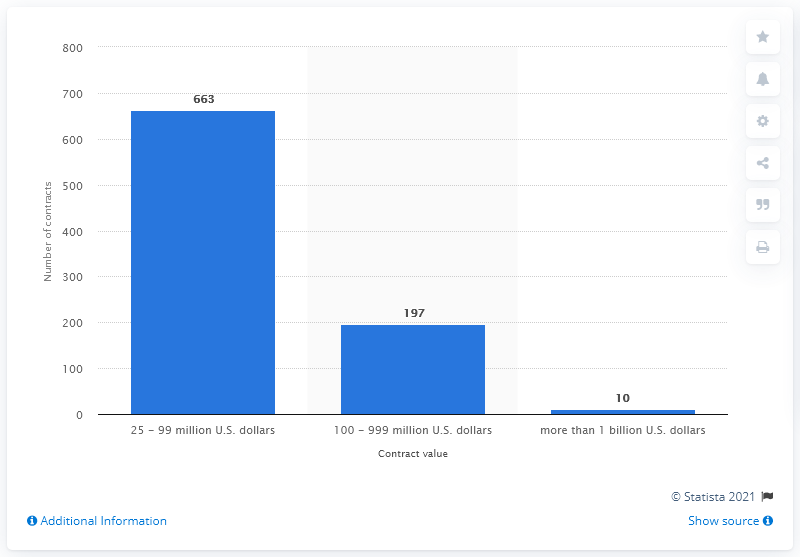 800
700
663
600
500
400
300
200
197
100
10
0
Number of contracts
25 – 99 million U.S. dollars
100 – 999 million U.S. dollars
more than 1 billion U.S. dollars
Contract value
© Statista 2021
Additional Information
Show source